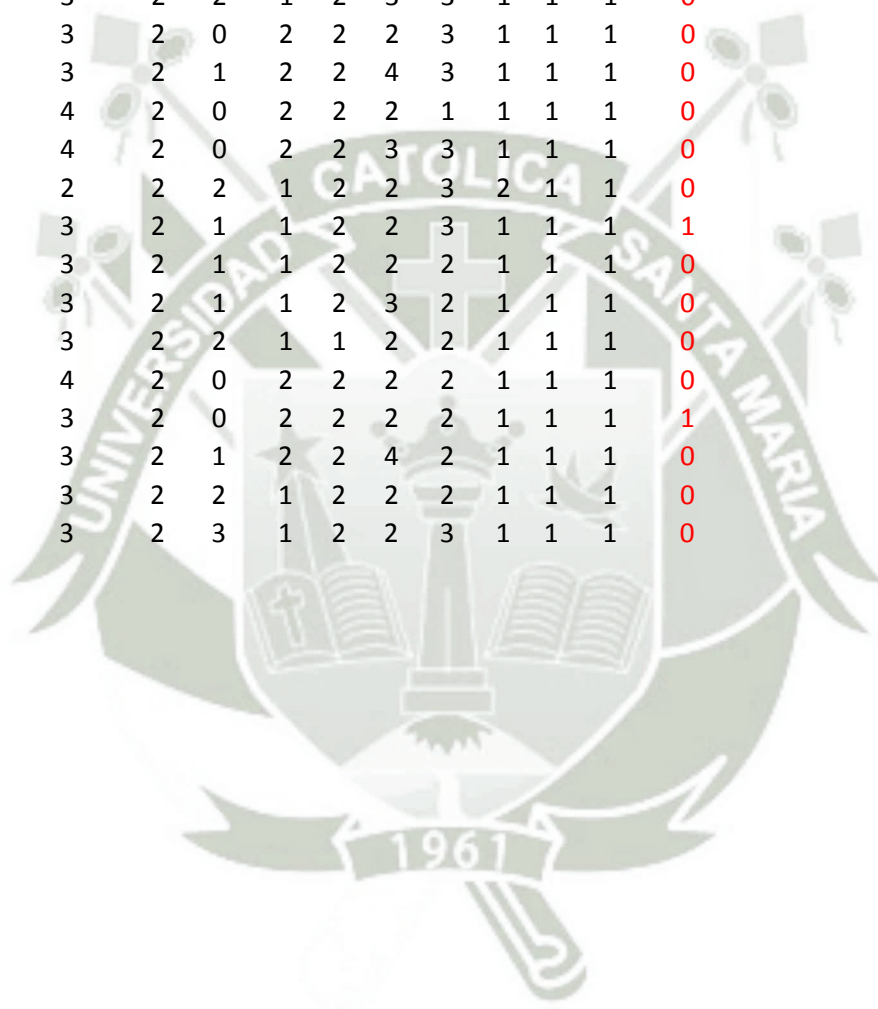 3 2 0 2 2 2 3 1 1 1 0
3 2 1 2 2 4 3 1 1 1 0
4 2 0 2 2 2 1 1 1 1 0
4 2 0 2 2 3 3 1 1 1 0
2 2 2 1 2 2 3 2 1 1 0
3 2 1 1 2 2 3 1 1 1 1
3 2 1 1 2 2 2 1 1 1 0
3 2 1 1 2 3 2 1 1 1 0
3 2 2 1 1 2 2 1 1 1 0
4 2 0 2 2 2 2 1 1 1 0
3 2 0 2 2 2 2 1 1 1 1
3 2 1 2 2 4 2 1 1 1 0
3 2 2 1 2 2 2 1 1 1 0
3 2 3 1 2 2 3 1 1 1 0
UNIVERSIDAD CATOLICA SANTA MARIA
1961